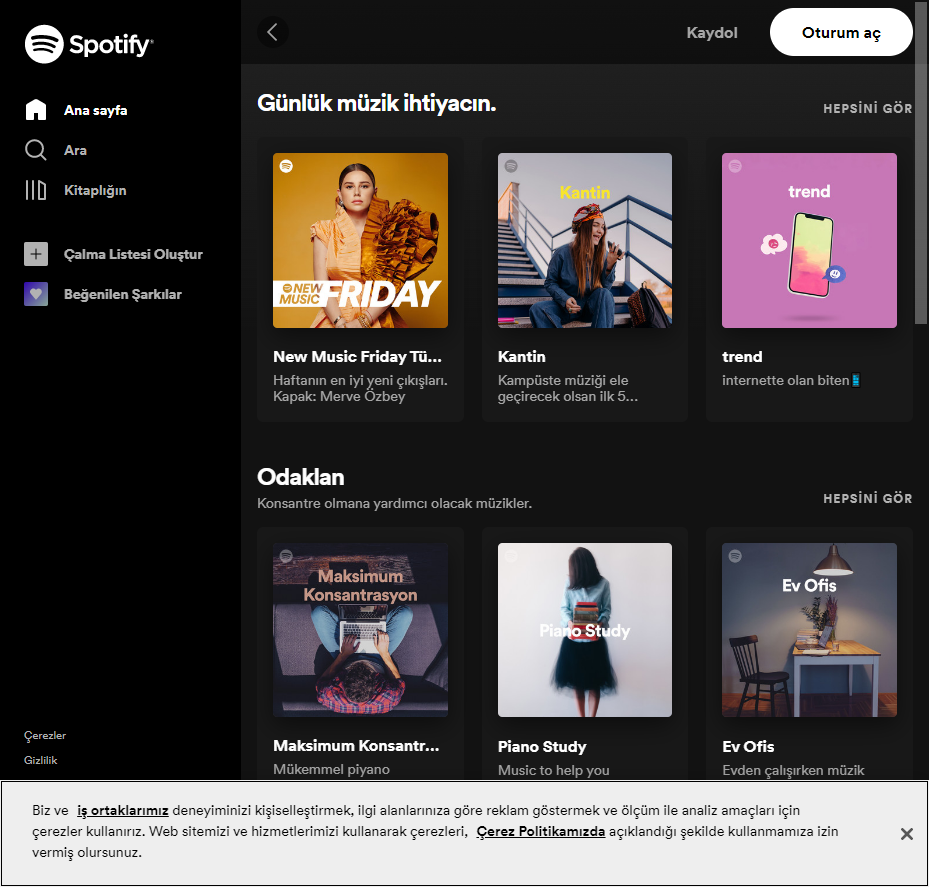 Spotify
Ana sayfa
Ara
Kitaplığın
Çalma Listesi Oluştur
Beğenilen Şarkılar
Çerezler
Gizlilik
Kaydol
Oturum aç
Günlük müzik ihtiyacın.
HEPSİNİ GÖR
NEW
MUSIC
FRIDAY
Kantin
trend
New Music Friday Tü...
Haftanın en iyi yeni çıkışları.
Kapak: Merve Özbey
Kantin
Kampüste müziği ele
geçirecek olsan ilk 5...
trend
internette olan biten📱
Odaklan
Konsantre olmana yardımcı olacak müzikler.
HEPSİNİ GÖR
Maksimum
Konsantrasyon
Piano Study
Ev Ofis
Maksimum Konsantr...
Mükemmel piyano
Piano Study
Music to help you
Ev Ofis
Evden çalışırken müzik
Biz ve iş ortaklarımız deneyiminizi kişiselleştirmek, ilgi alanlarınıza göre reklam göstermek ve ölçüm ile analiz amaçları için
çerezler kullanırız. Web sitemizi ve hizmetlerimizi kullanarak çerezleri, Çerez Politikamızda açıklandığı şekilde kullanmamıza izin
vermiş olursunuz.